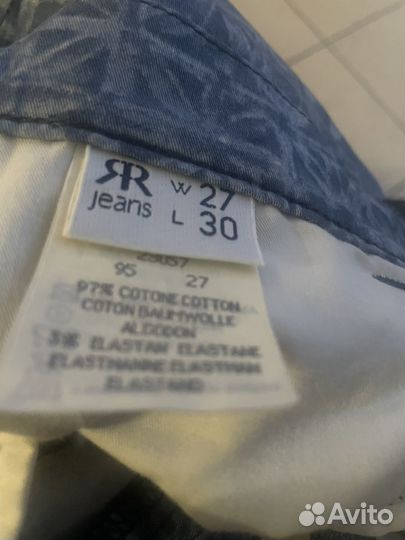 RR W 27
jeans L 30
95 27
97% COTONE COTTON
COTON BAUMWOLLE
ALGODON
3% ELASTAN ELASTANE
ELASTHANNE ELASTHAN
ELASTANO
Avito